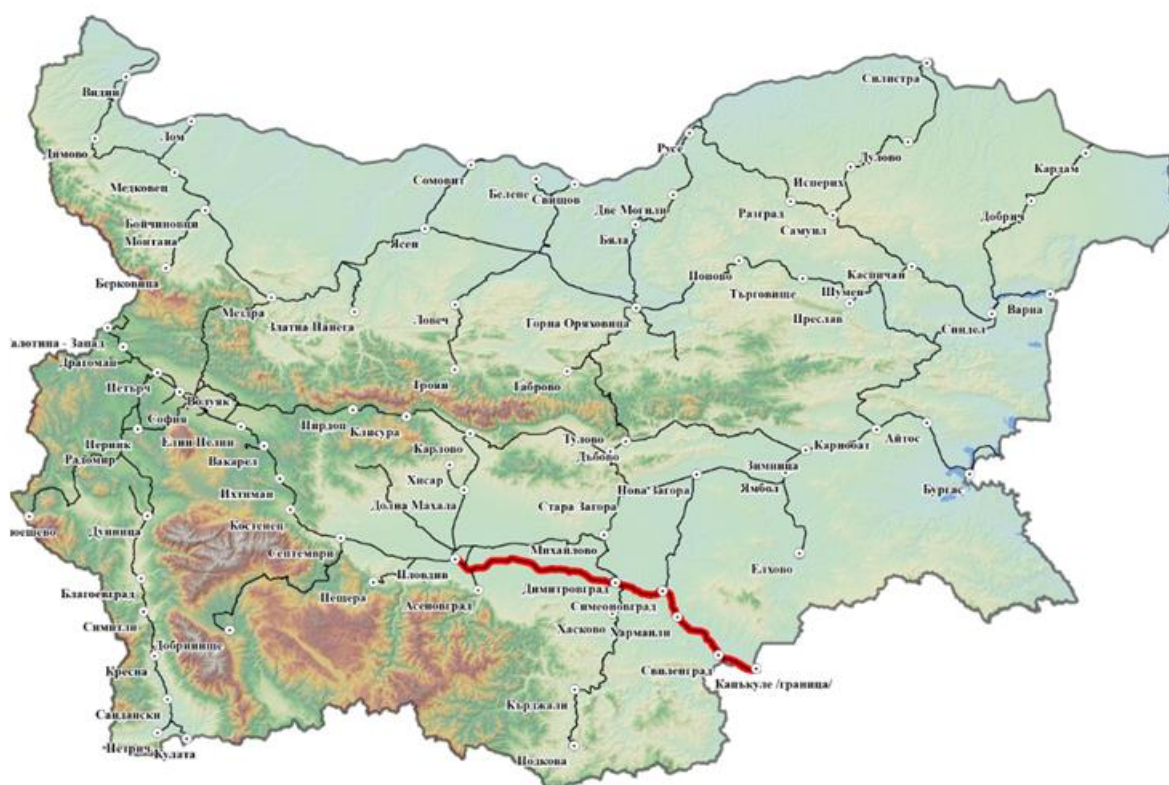 Силистра
Видин
Лом
Русе
Димово
Дулово
Кардам
Сомовит
Белене
Медковец
Исперих
Свищов
Две Могили
Разград
Добрич
Бойчиновци
Ясен
Самуил
Монтана
Бяла
Попово
Каспичан
Берковица
Търговище
Шумен
Мездра
Варна
Златна Панега
Ловеч
Горна Оряховица
Преслав
Синдел
алотина - Запад
Драгоман
Петърч
Троян
Габрово
Волуяк
София
Пирдоп
Клисура
Перник
Елин Пелин
Карлово
Тулово
Карнобат
Айтос
Радомир
Вакарел
Дъбово
Зимница
Хисар
Ихтиман
Нова Загора
Ямбол
Бургас
Долна Махала
Стара Загора
юешево
Дупница
Костенец
Септември
Михайлово
Пловдив
Елхово
Пещера
Димитровград
Благоевград
Асеновград
Симеоновград
Симитли
Хасково
Харманли
Добринище
Кресна
Свиленград
Капъкуле /граница/
Кърджали
Сандански
Петрич
Кулата
Подкова